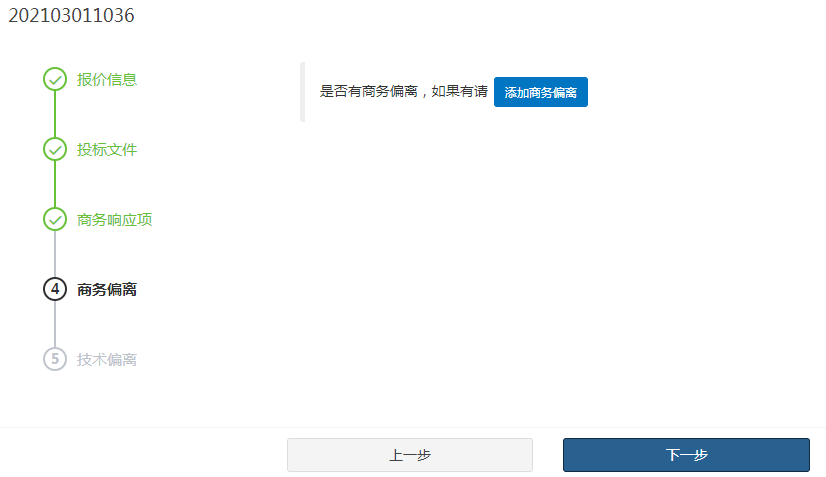 202103011036
报价信息
是否有商务偏离，如果有请 添加商务偏离
投标文件
商务响应项
4 商务偏离
5 技术偏离
上一步 下一步